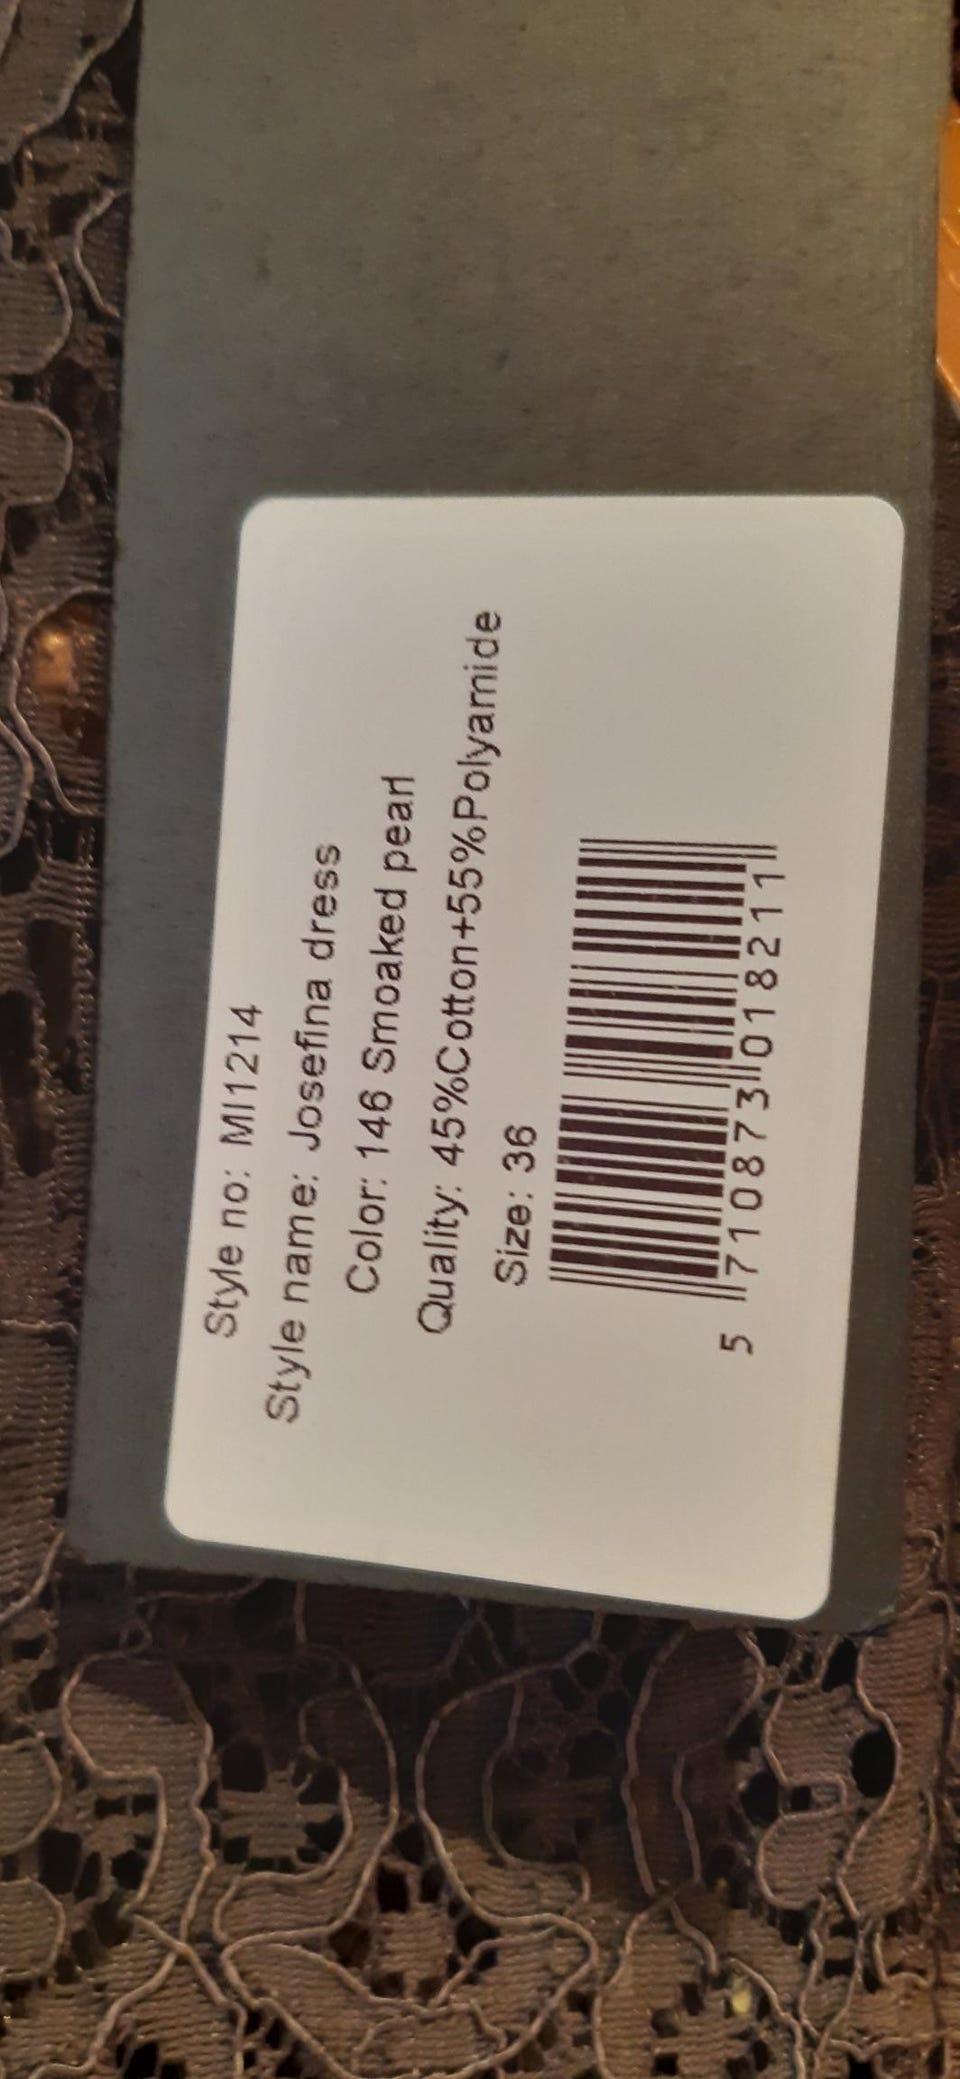 Style no: MI1214
Style name: Josefina dress
Color: 146 Smoaked pearl
Quality: 45%Cotton+55%Polyamide
Size: 36
5 710873 018211